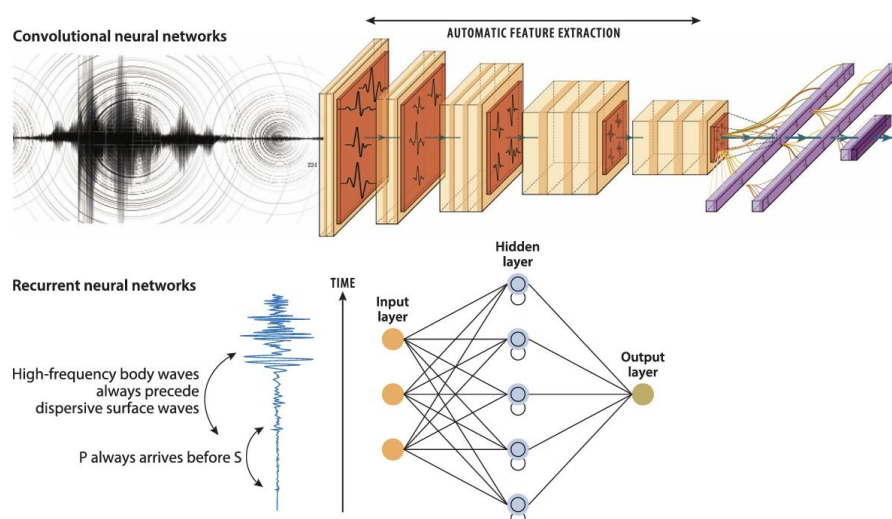 Convolutional neural networks
AUTOMATIC FEATURE EXTRACTION
224
Recurrent neural networks
TIME
Input
layer
Hidden
layer
Output
layer
High-frequency body waves
always precede
dispersive surface waves
P always arrives before S